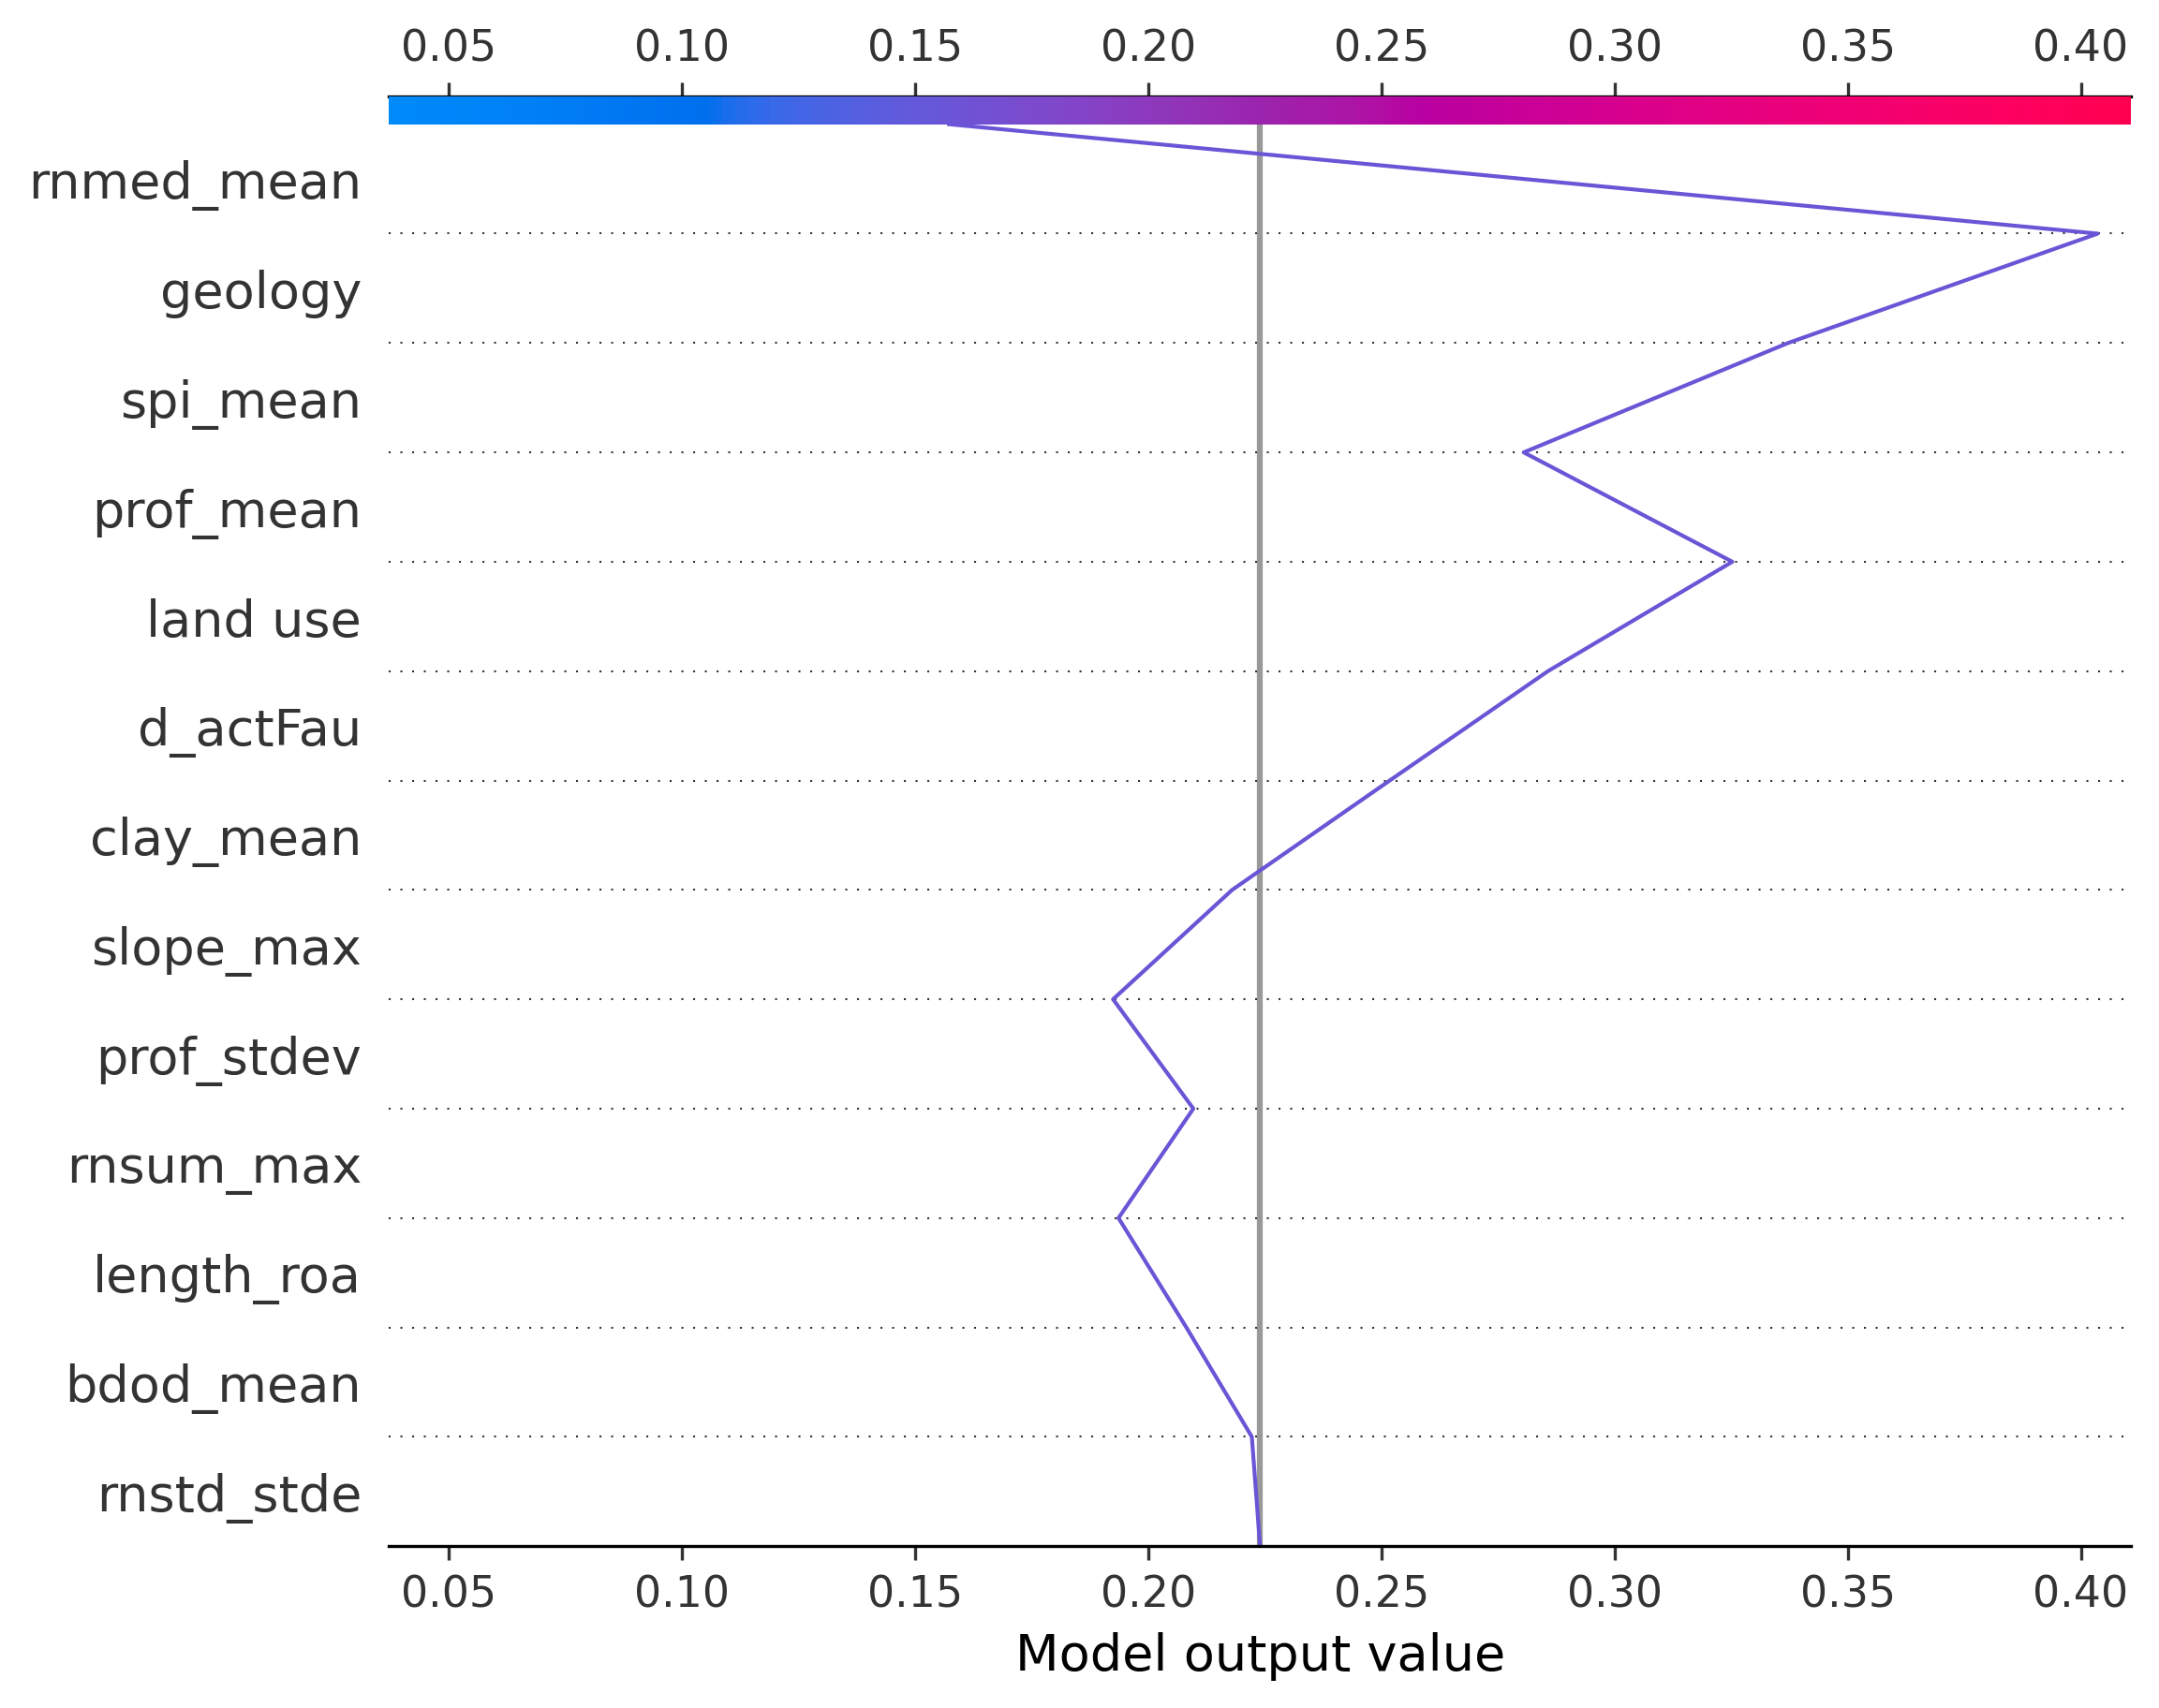 0.05 0.10 0.15 0.20 0.25 0.30 0.35 0.40
rnmed_mean
geology
spi_mean
prof_mean
land use
d_actFau
clay_mean
slope_max
prof_stdev
rnsum_max
length_roa
bdod_mean
rnstd_stde
0.05 0.10 0.15 0.20 0.25 0.30 0.35 0.40
Model output value